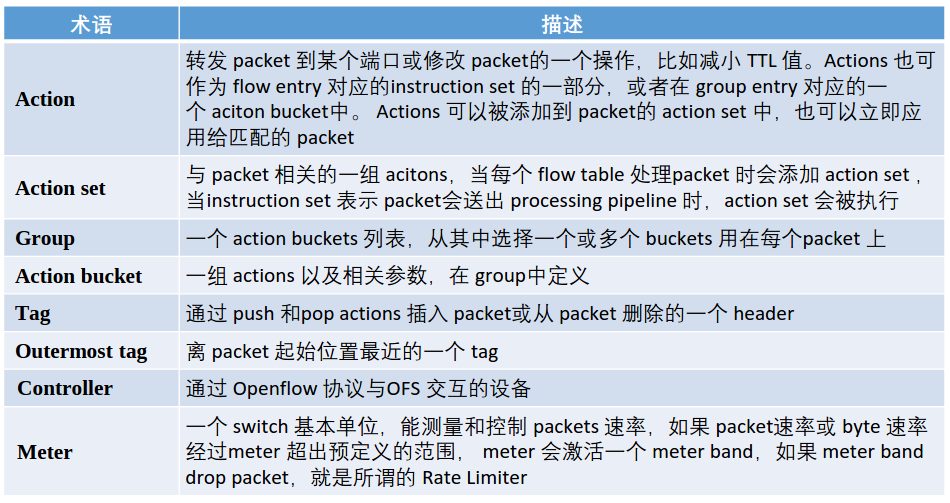 术语 描述
Action
转发 packet 到某个端口或修改 packet的一个操作，比如减小 TTL 值。Actions 也可
作为 flow entry 对应的instruction set 的一部分，或者在 group entry 对应的一
个 aciton bucket中。 Actions 可以被添加到 packet的 action set 中，也可以立即应
用给匹配的 packet
Action set
与 packet 相关的一组 acitons，当每个 flow table 处理packet 时会添加 action set ，
当instruction set 表示 packet会送出 processing pipeline 时，action set 会被执行
Group 一个 action buckets 列表，从其中选择一个或多个 buckets 用在每个packet 上
Action bucket 一组 actions 以及相关参数，在 group中定义
Tag 通过 push 和pop actions 插入 packet或从 packet 删除的一个 header
Outermost tag 离 packet 起始位置最近的一个 tag
Controller 通过 Openflow 协议与OFS 交互的设备
Meter
一个 switch 基本单位，能测量和控制 packets 速率，如果 packet速率或 byte 速率
经过meter 超出预定义的范围， meter 会激活一个 meter band，如果 meter band
drop packet，就是所谓的 Rate Limiter